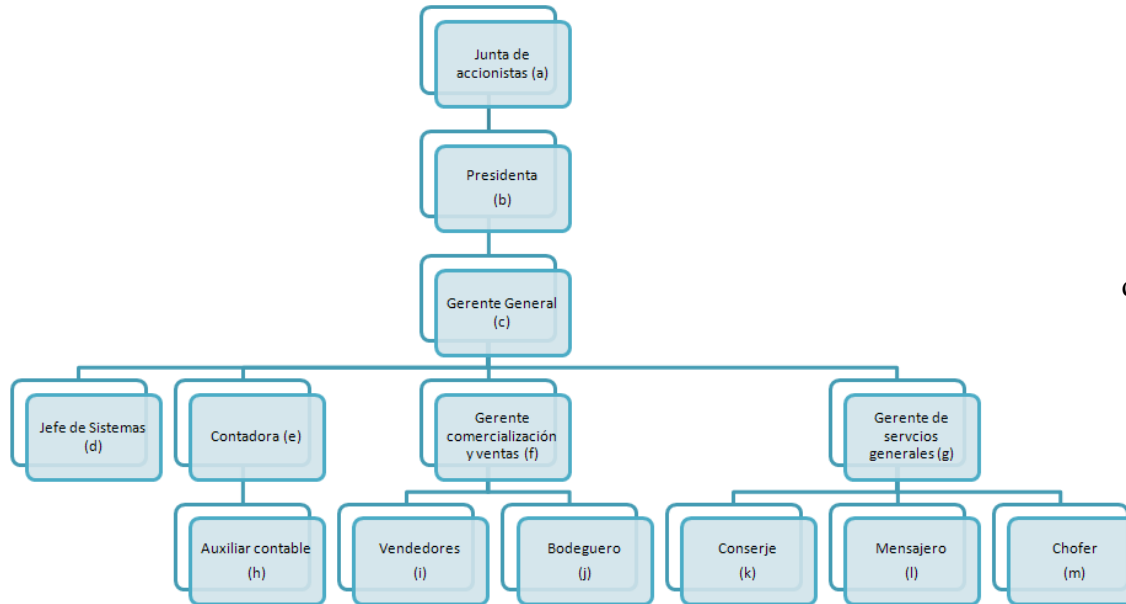 Junta de
accionistas (a)
Presidenta
(b)
Gerente General
(c)
Jefe de Sistemas
(d)
Contadora (e)
Gerente
comercialización
y ventas (f)
Gerente de
servcios
generales (g)
Auxiliar contable
(h)
Vendedores
(i)
Bodeguero
(j)
Conserje
(k)
Mensajero
(l)
Chofer
(m)